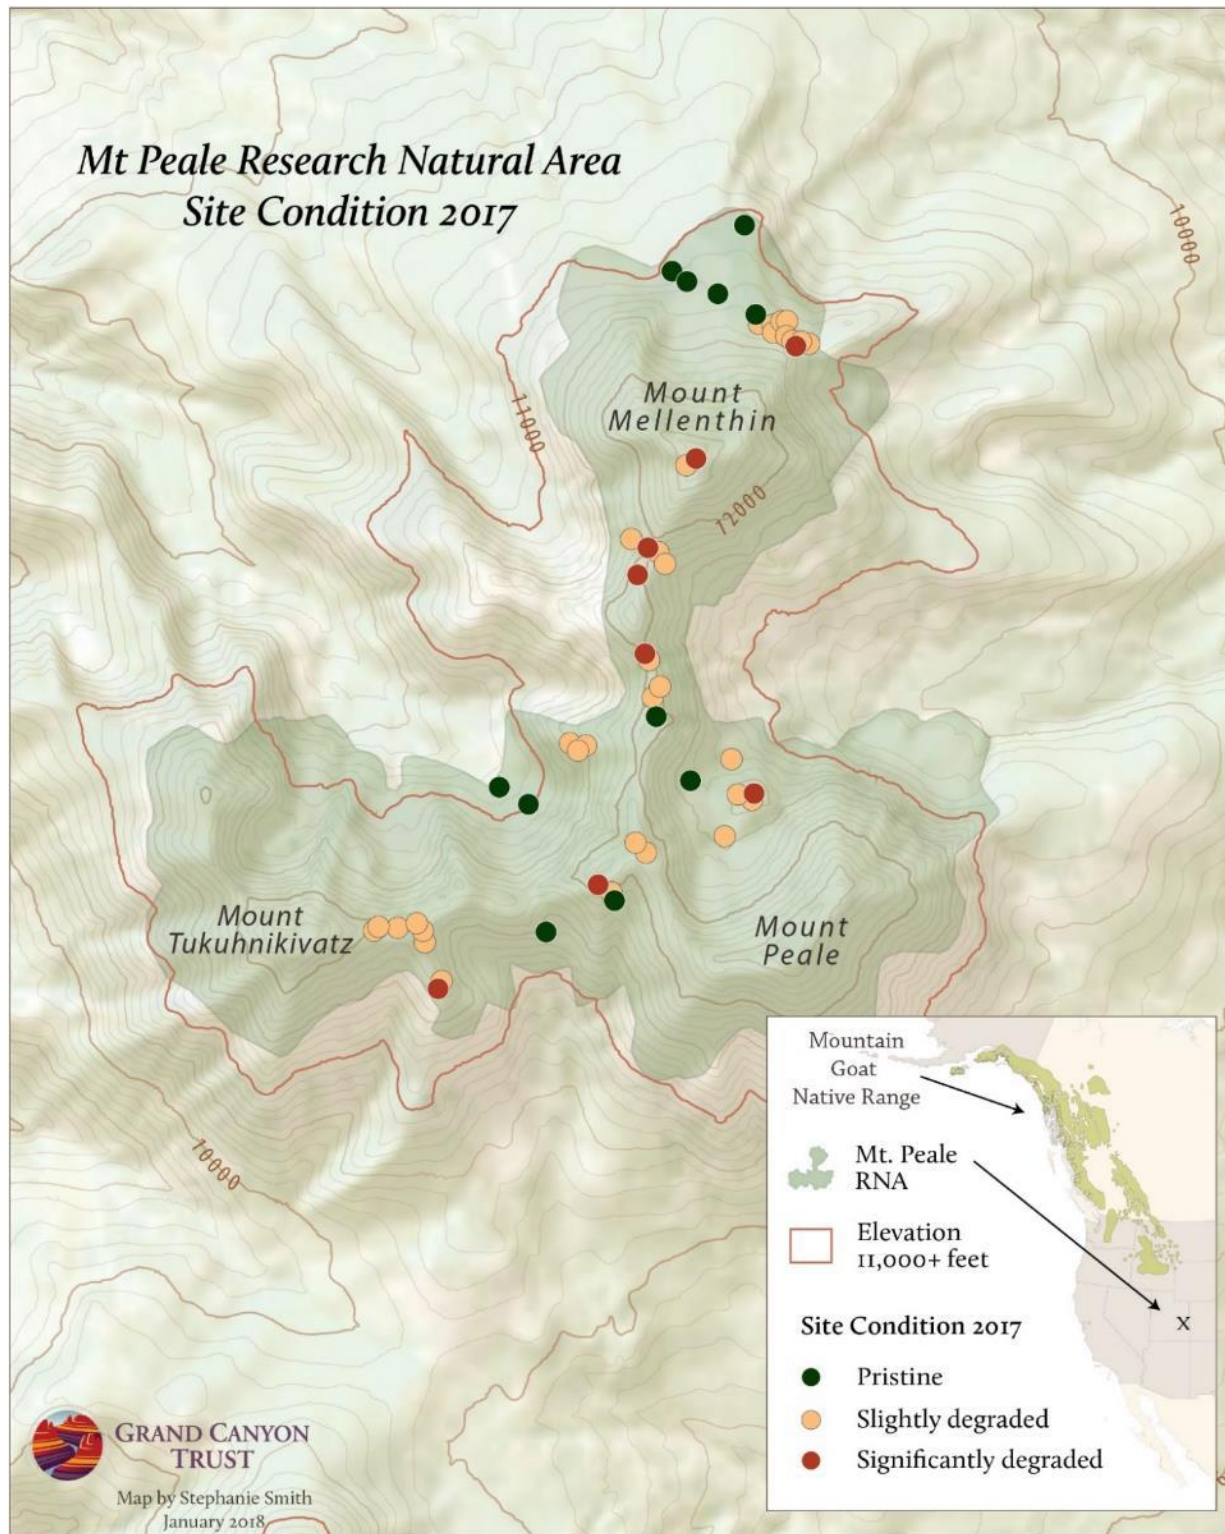 Mt Peale Research Natural Area
Site Condition 2017
10000
11000
Mount
Mellenthin
12000
Mount
Tukuhnikivatz
Mount
Peale
10000
Mountain
Goat
Native Range
Mt. Peale
RNA
Elevation
11,000+ feet
X
Site Condition 2017
Pristine
Slightly degraded
Significantly degraded
GRAND CANYON
TRUST
Map by Stephanie Smith
January 2018